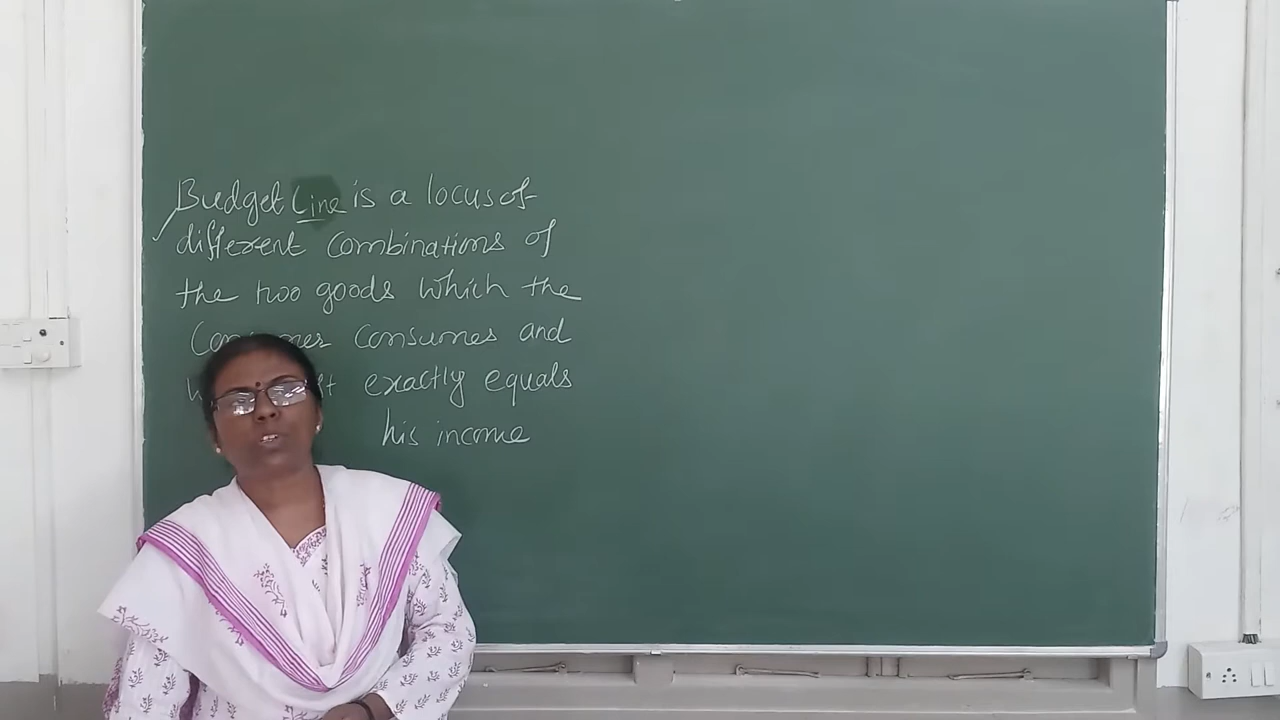 Budget Line is a locus of
different combinations of
the two goods which the
consumes and
exactly equals
his income